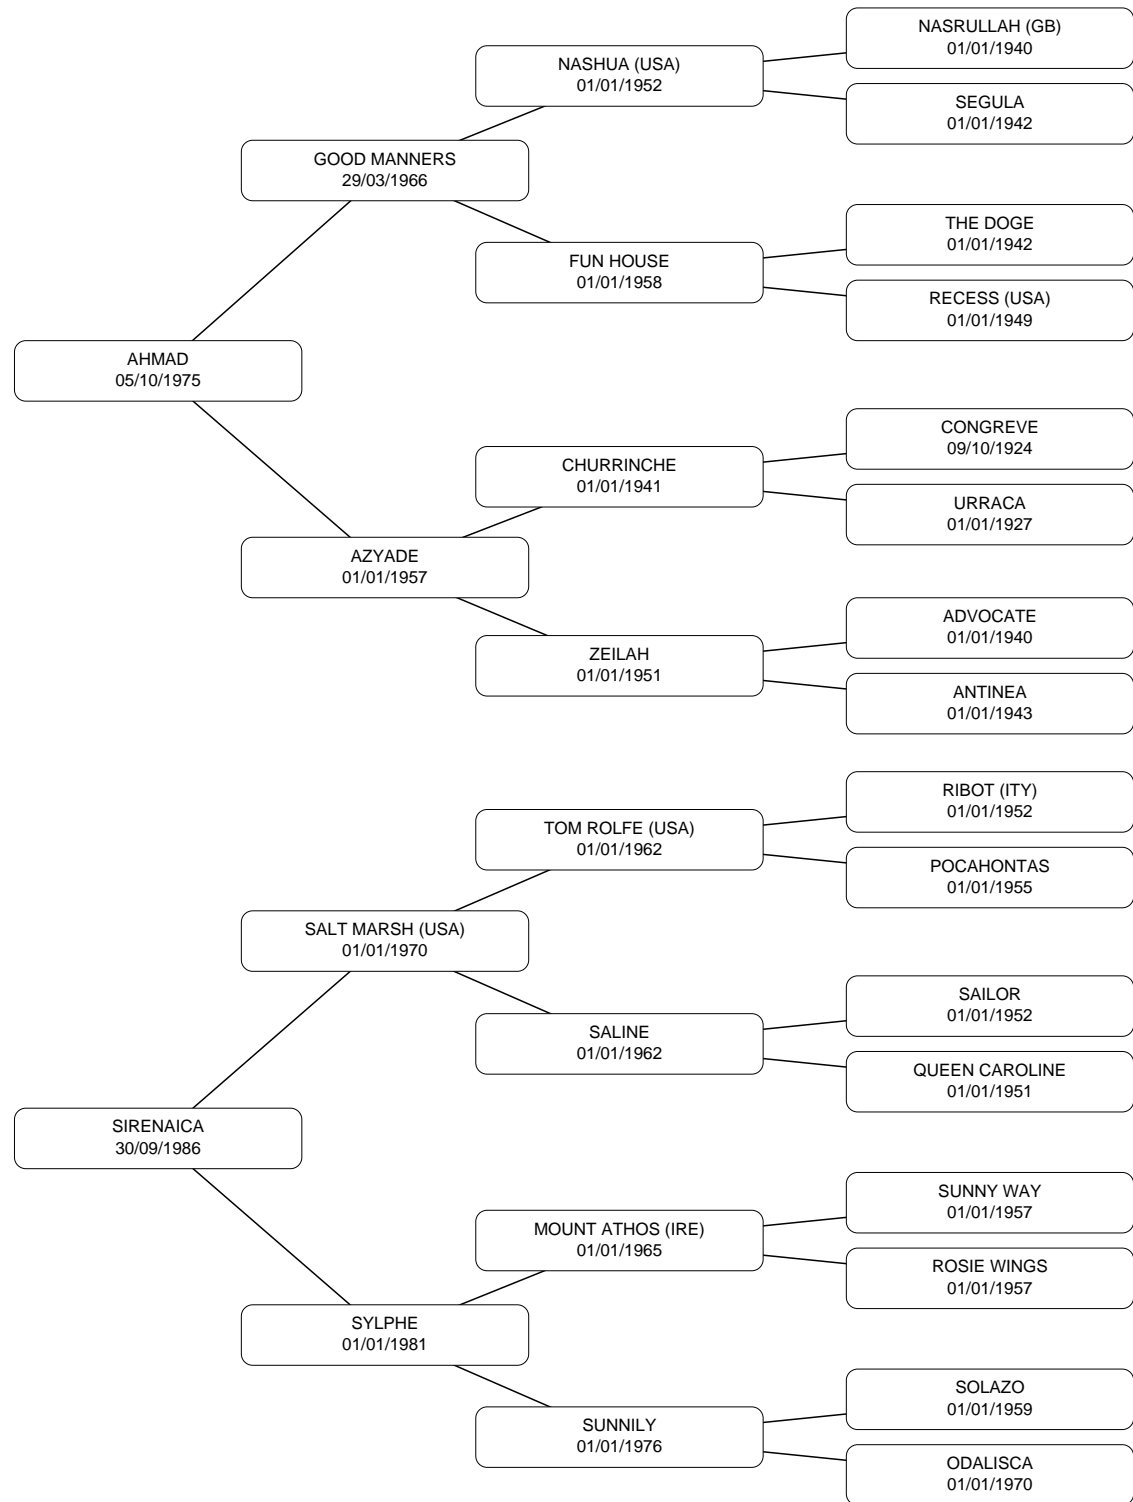 NASRULLAH (GB)
01/01/1940
NASHUA (USA)
01/01/1952
SEGULA
01/01/1942
GOOD MANNERS
29/03/1966
THE DOGE
01/01/1942
FUN HOUSE
01/01/1958
RECESS (USA)
01/01/1949
AHMAD
05/10/1975
CONGREVE
09/10/1924
CHURRINCHE
01/01/1941
URRACA
01/01/1927
AZYADE
01/01/1957
ADVOCATE
01/01/1940
ZEILAH
01/01/1951
ANTINEA
01/01/1943
RIBOT (ITY)
01/01/1952
TOM ROLFE (USA)
01/01/1962
POCAHONTAS
01/01/1955
SALT MARSH (USA)
01/01/1970
SAILOR
01/01/1952
SALINE
01/01/1962
QUEEN CAROLINE
01/01/1951
SIRENAICA
30/09/1986
SUNNY WAY
01/01/1957
MOUNT ATHOS (IRE)
01/01/1965
ROSIE WINGS
01/01/1957
SYLPHE
01/01/1981
SOLAZO
01/01/1959
SUNNILY
01/01/1976
ODALISCA
01/01/1970